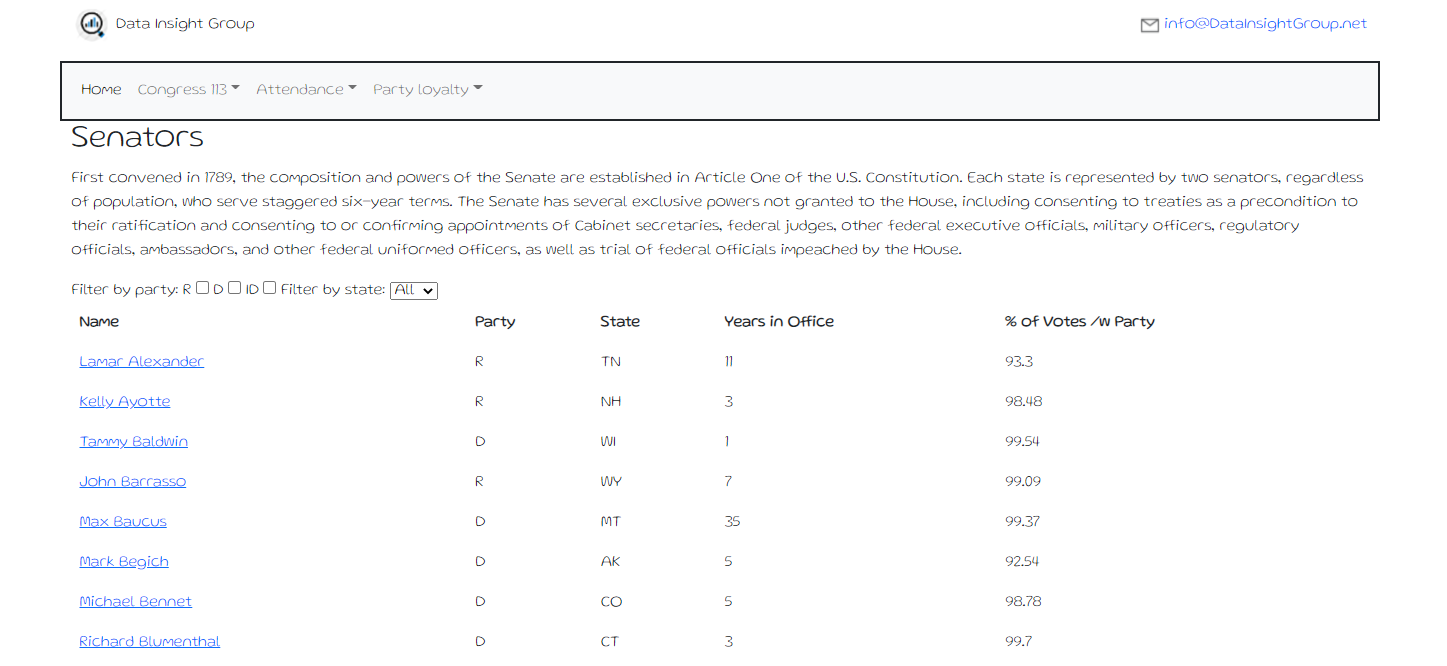 Data Insight Group
info@DataInsightGroup.net
Home Congress 113 Attendance Party loyalty
Senators
First convened in 1789, the composition and powers of the Senate are established in Article One of the U.S. Constitution. Each state is represented by two senators, regardless
of population, who serve staggered six-year terms. The Senate has several exclusive powers not granted to the House, including consenting to treaties as a precondition to
their ratification and consenting to or confirming appointments of Cabinet secretaries, federal judges, other federal executive officials, military officers, regulatory
officials, ambassadors, and other federal uniformed officers, as well as trial of federal officials impeached by the House.
Filter by party: R D ID Filter by state: All
Name Party State Years in Office % of Votes /w Party
Lamar Alexander R TN 11 93.3
Kelly Ayotte R NH 3 98.48
Tammy Baldwin D WI 1 99.54
John Barrasso R WY 7 99.09
Max Baucus D MT 35 99.37
Mark Begich D AK 5 92.54
Michael Bennet D CO 5 98.78
Richard Blumenthal D CT 3 99.7